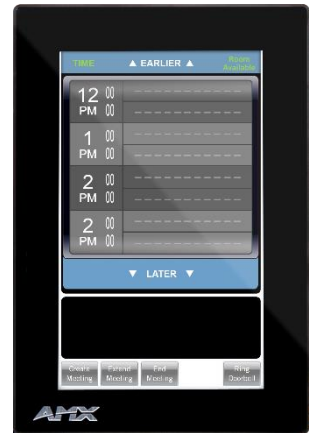 TIME ▲ EARLIER ▲ Room
Available
12 00
PM 00
1 00
PM 00
2 00
PM 00
2 00
PM 00
▼ LATER ▼
Create Extend End Ring
Meeting Meeting Meeting Doorbell
AMX